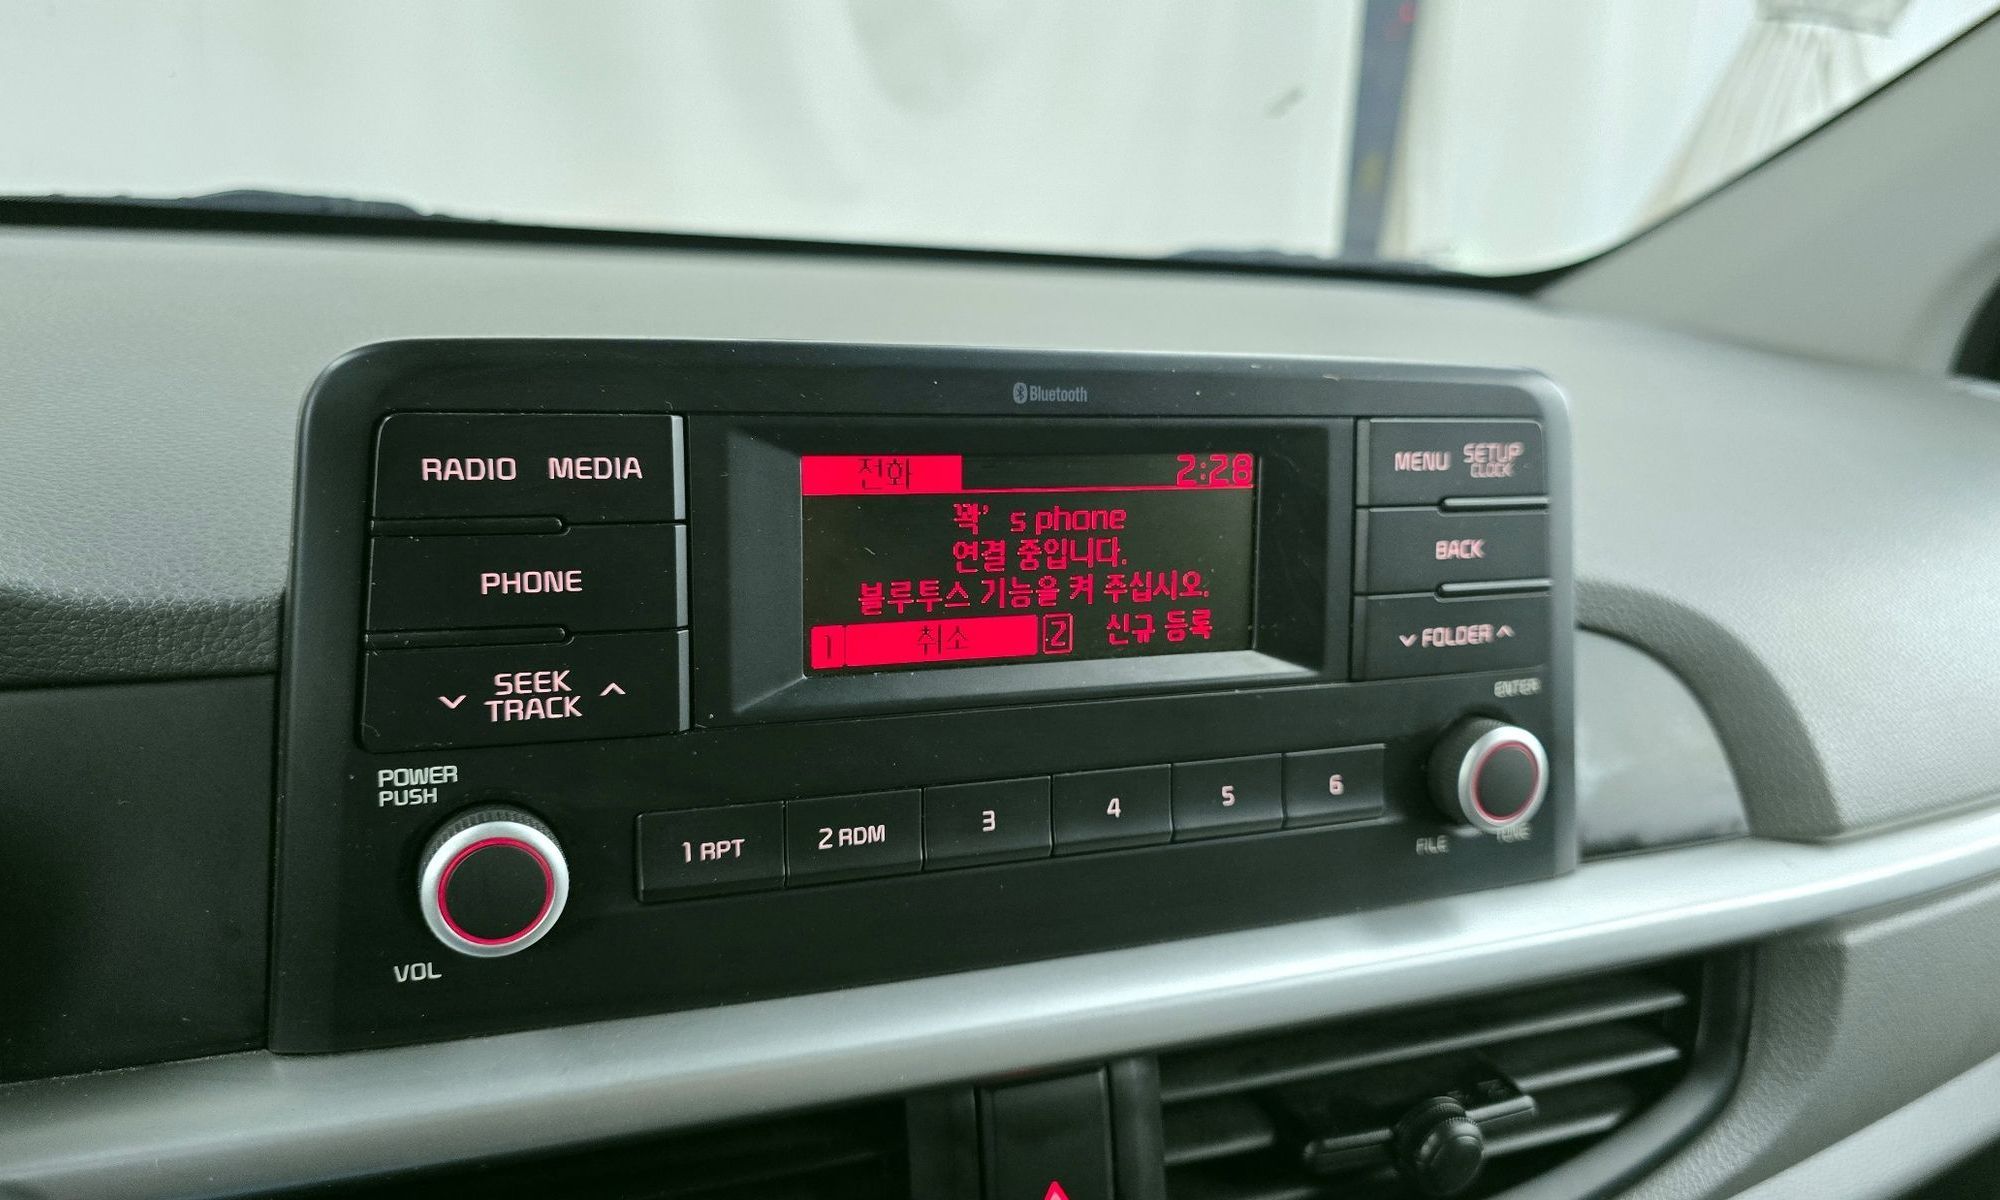 Bluetooth
RADIO MEDIA
PHONE
SEEK
TRACK
전화 2:28
꽉's phone
연결 중입니다.
블루투스 기능을 켜 주십시오.
1 취소 2 신규 등록
MENU SETUP
CLOCK
BACK
FOLDER
ENTER
POWER
PUSH
VOL
1 RPT 2 RDM 3 4 5 6
FILE TUNE